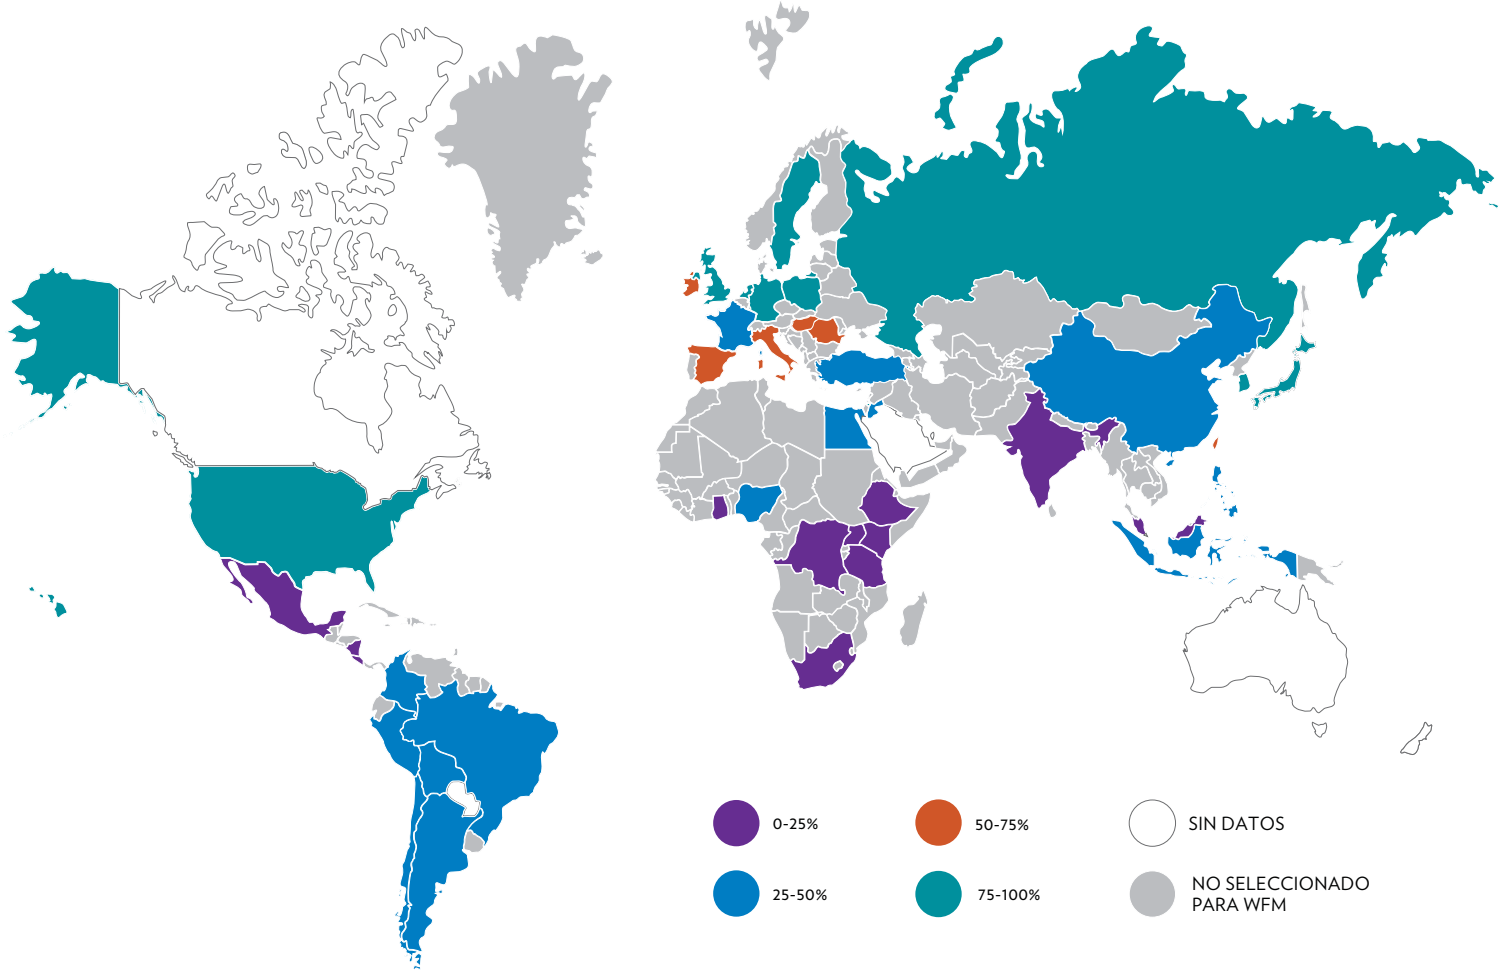 0-25%
50-75%
SIN DATOS
25-50%
75-100%
NO SELECCIONADO
PARA WFM